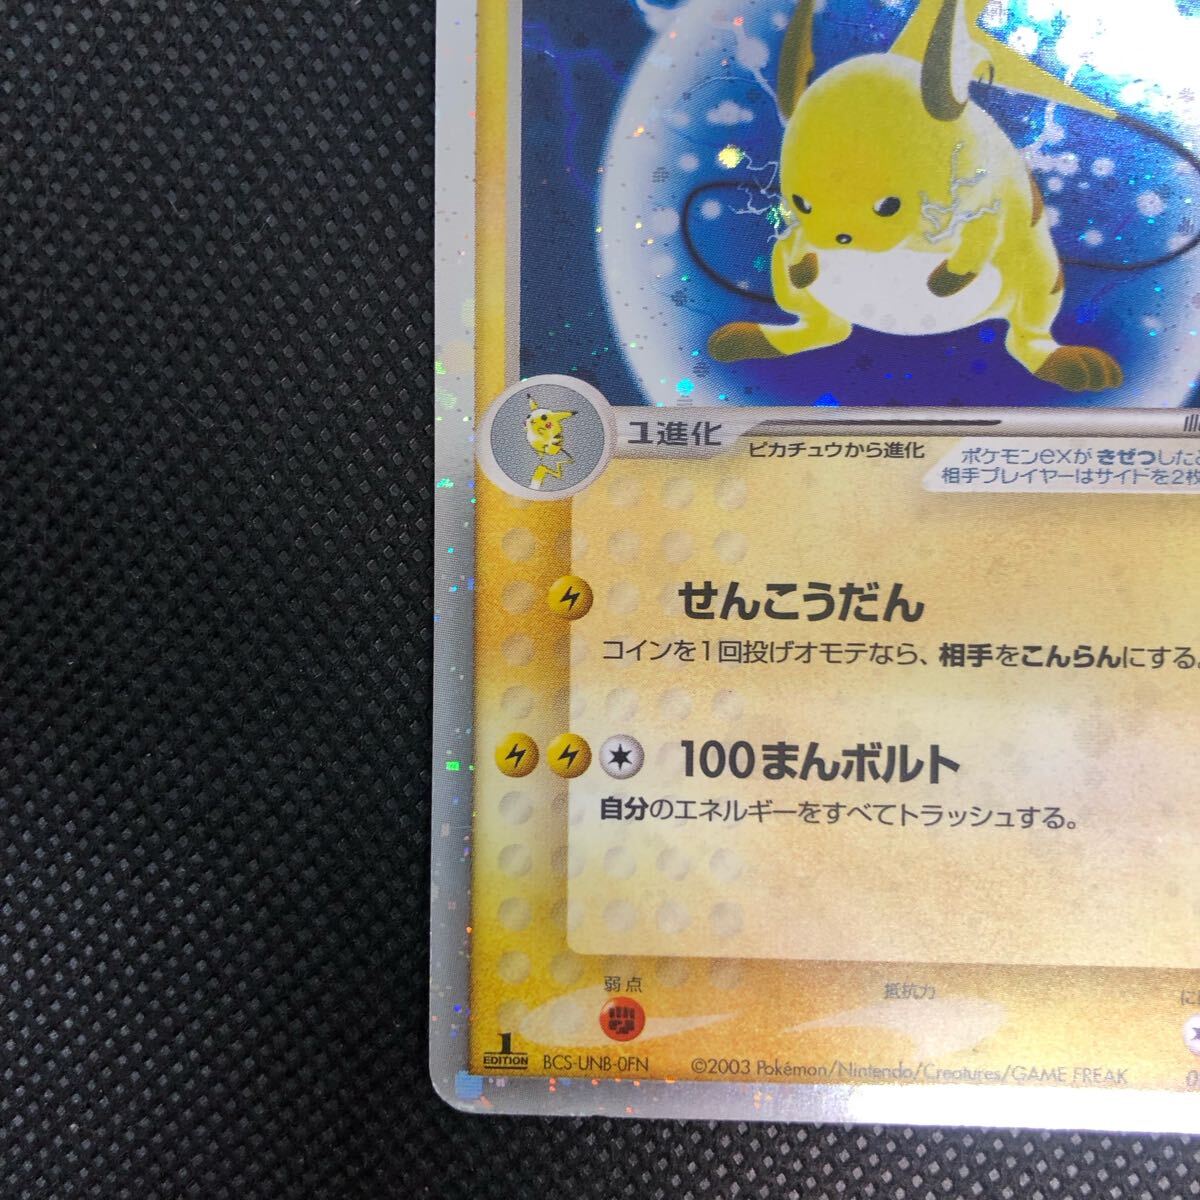 1進化
ピカチュウから進化
ポケモンexがきぜつしたと
相手プレイヤーはサイドを2枚
せんこうだん
コインを1回投げオモテなら、相手をこんらんにする。
100まんボルト
自分のエネルギーをすべてトラッシュする。
弱点
抵抗力
に
1
EDITION
BCS-UNB-0FN
©2003 Pokémon/Nintendo/Creatures/GAME FREAK
0